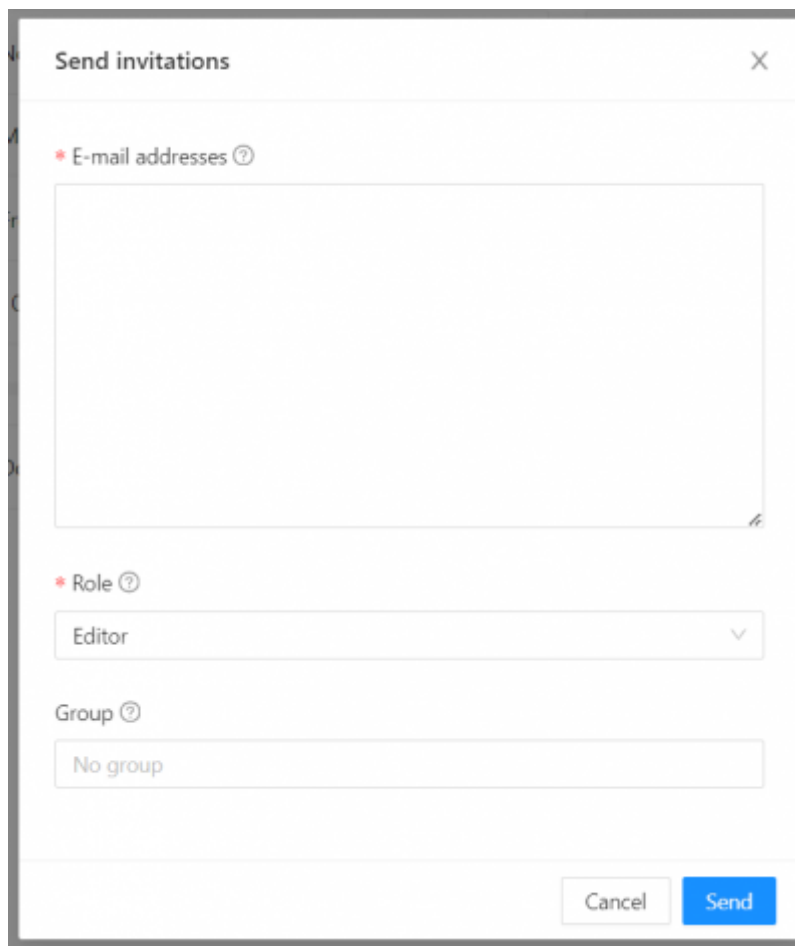 Send invitations
* E-mail addresses
* Role
Editor
Group
No group
Cancel
Send